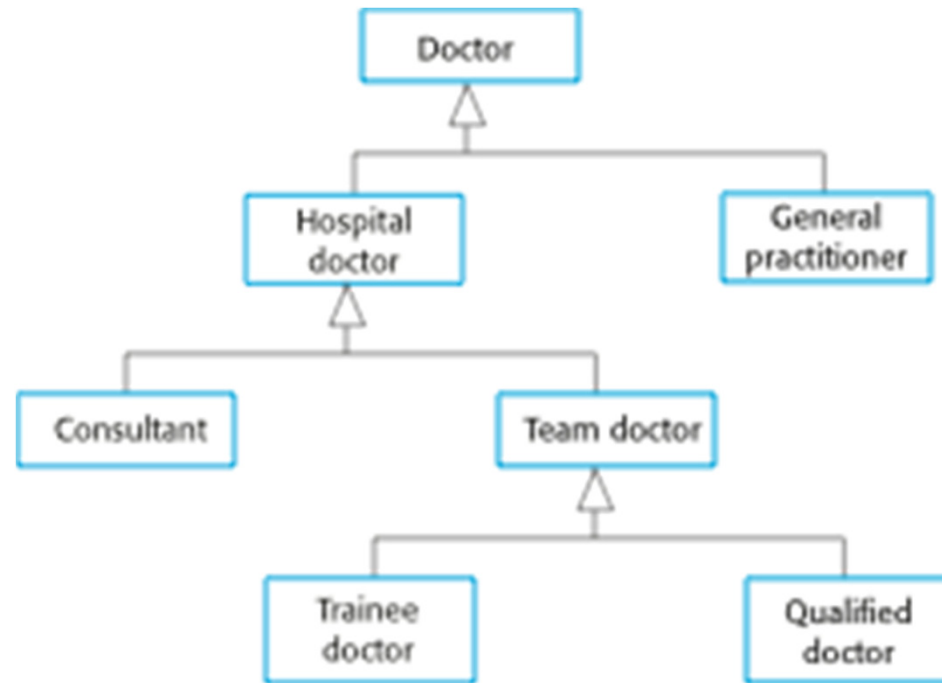 Doctor
Hospital
doctor
General
practitioner
Consultant
Team doctor
Trainee
doctor
Qualified
doctor